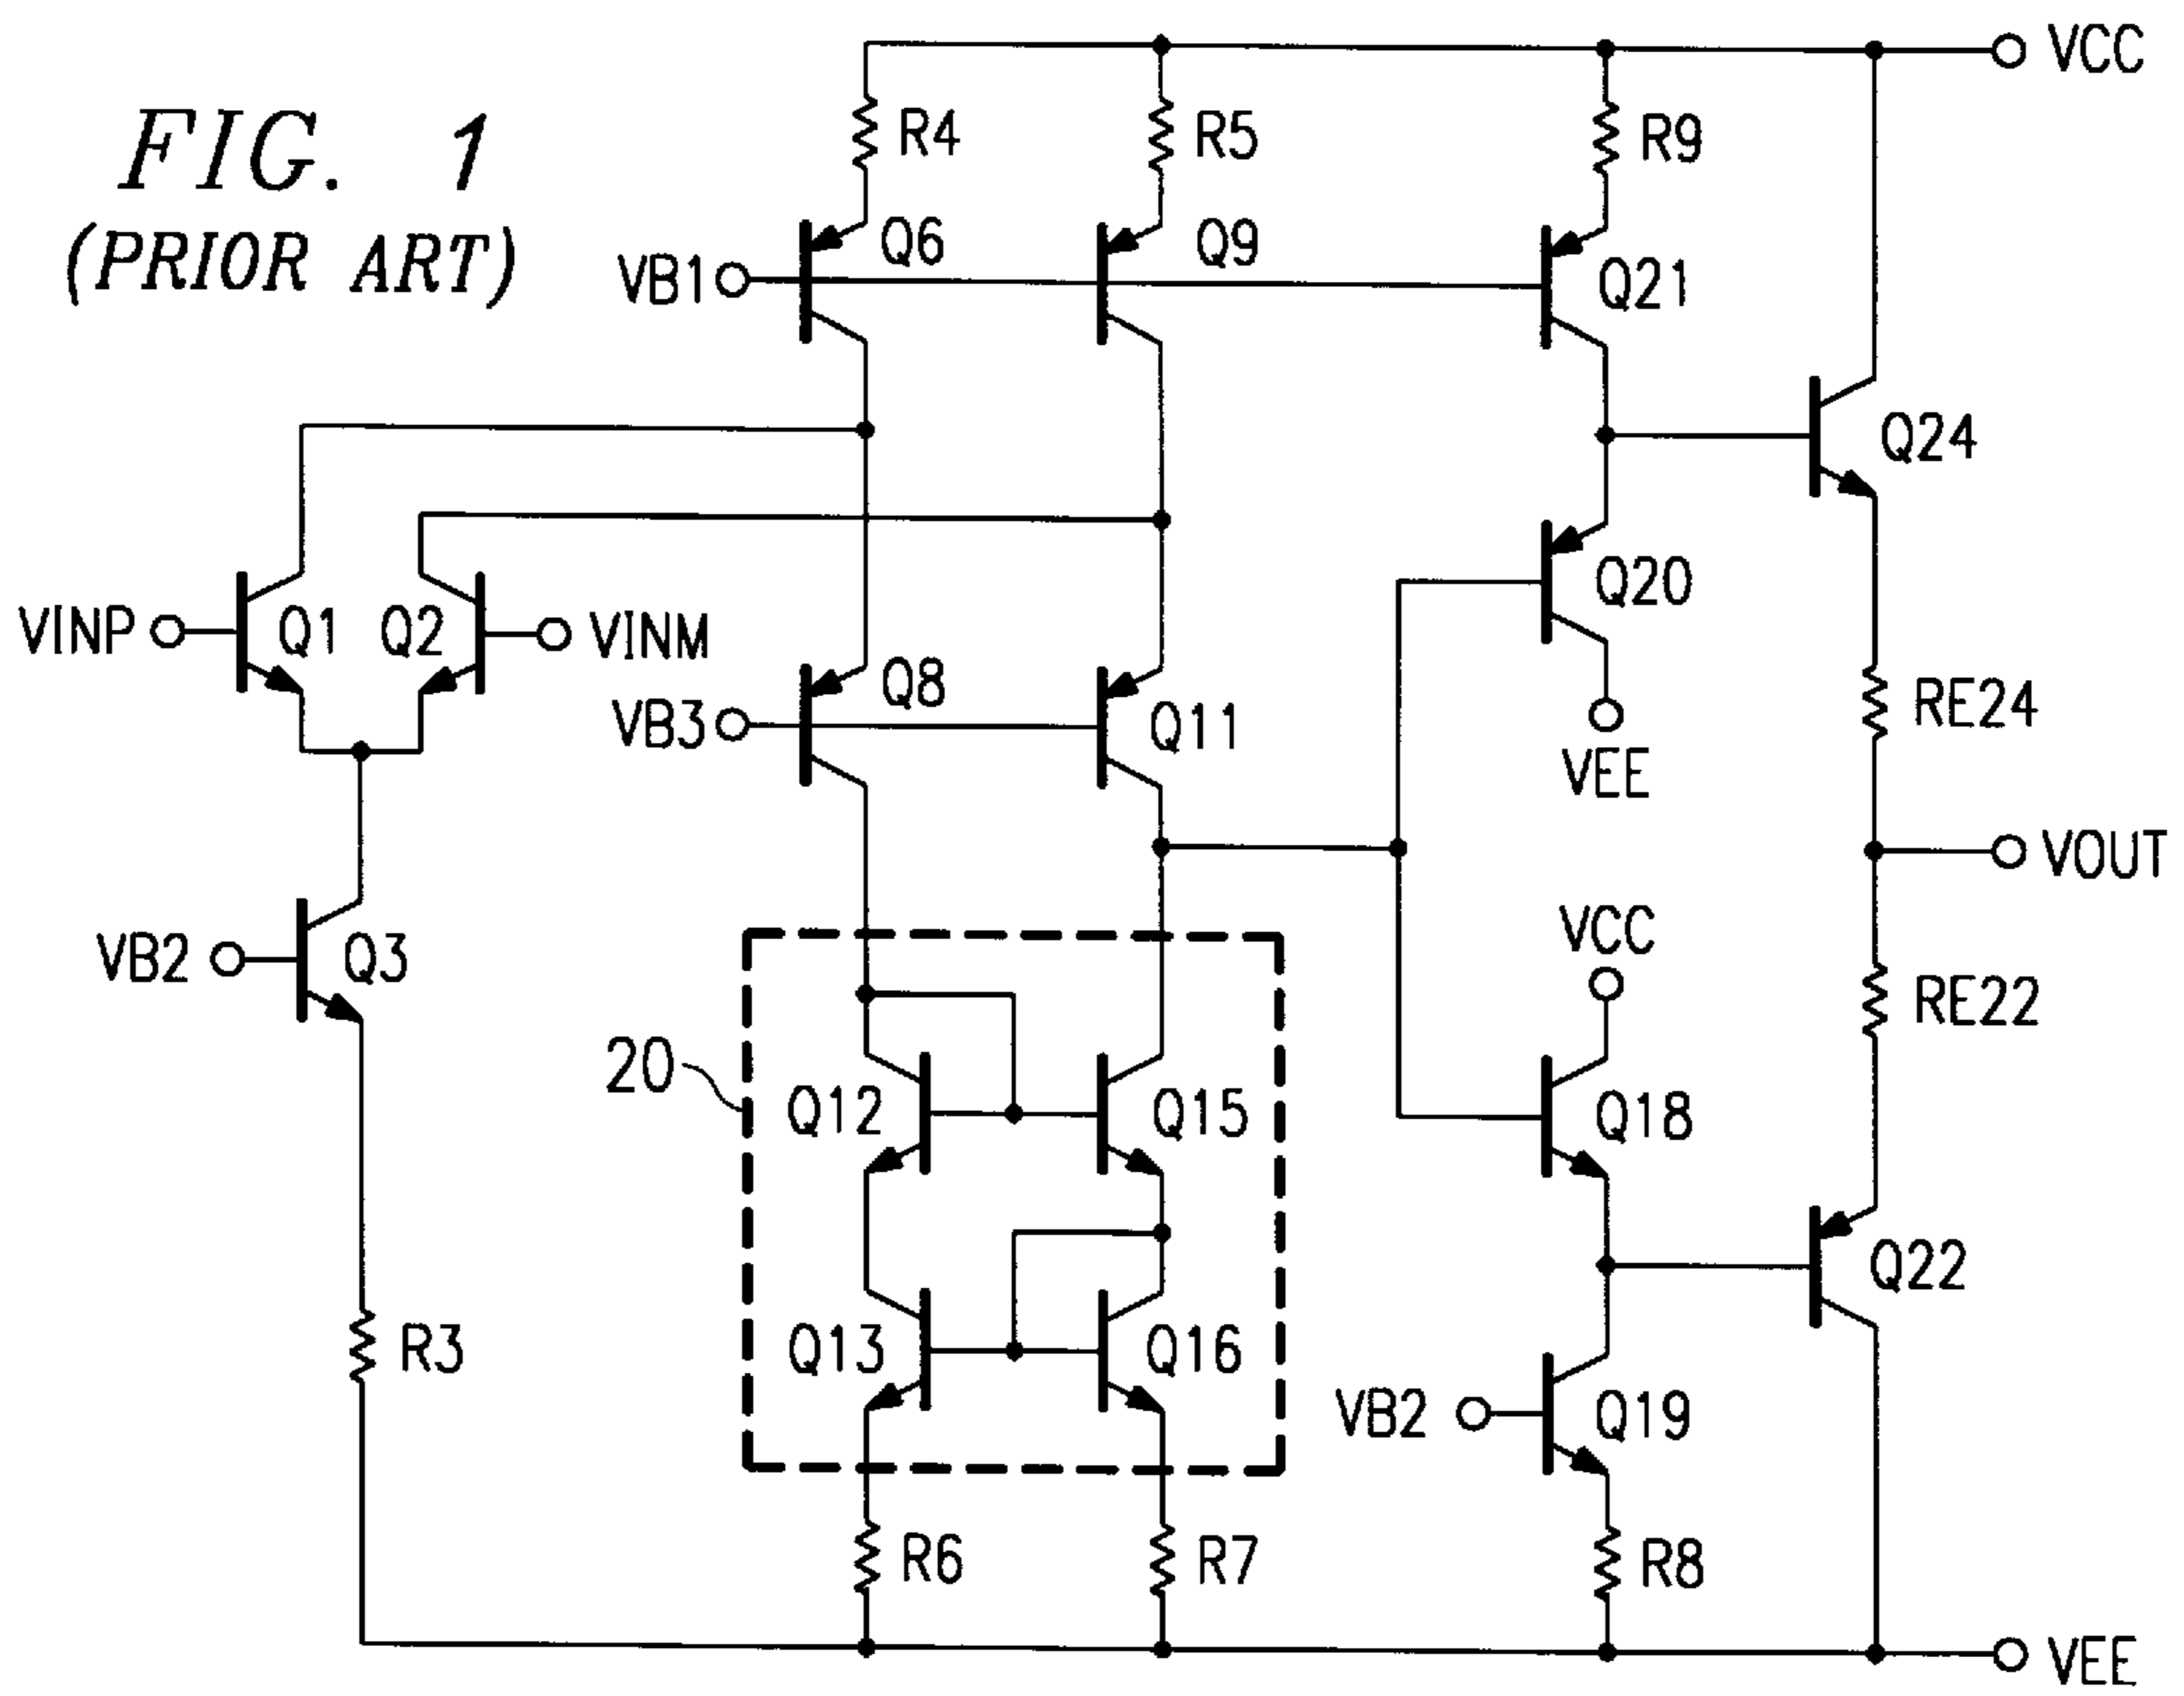 FIG. 1
(PRIOR ART)
VCC
R4
R5
R9
Q6
Q9
VB1
Q21
Q24
Q20
VINP
Q1
Q2
VINM
Q8
VB3
Q11
RE24
VEE
VOUT
VCC
VB2
Q3
RE22
20
Q12
Q15
Q18
Q22
R3
Q13
Q16
VB2
Q19
R6
R7
R8
VEE